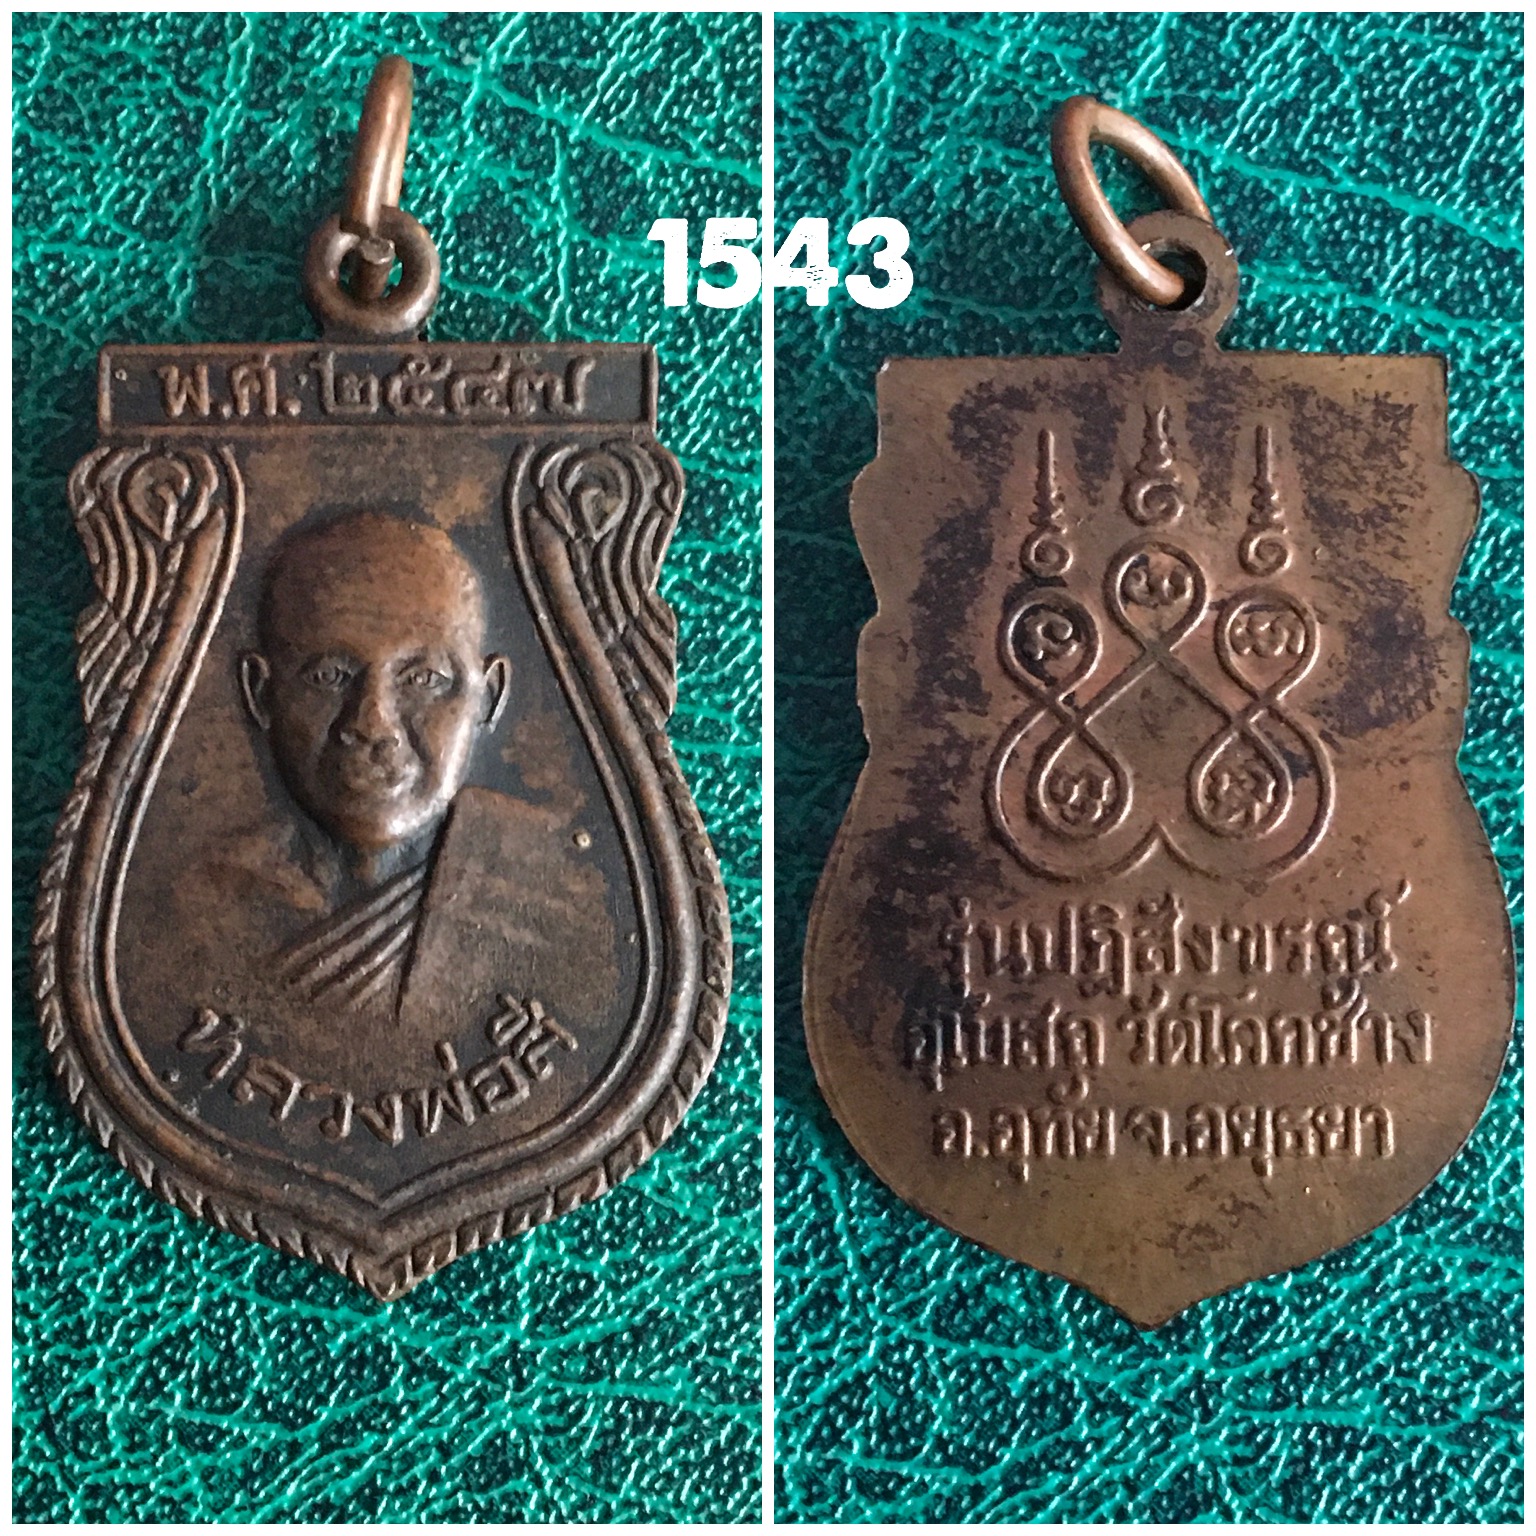 1543
พ.ศ. ๒๕๔๗
หลวงพ่อสี
รุ่นปฏิสังขรณ์
อุโบสถ วัดโคกช้าง
อ.อุทัย จ.อยุธยา